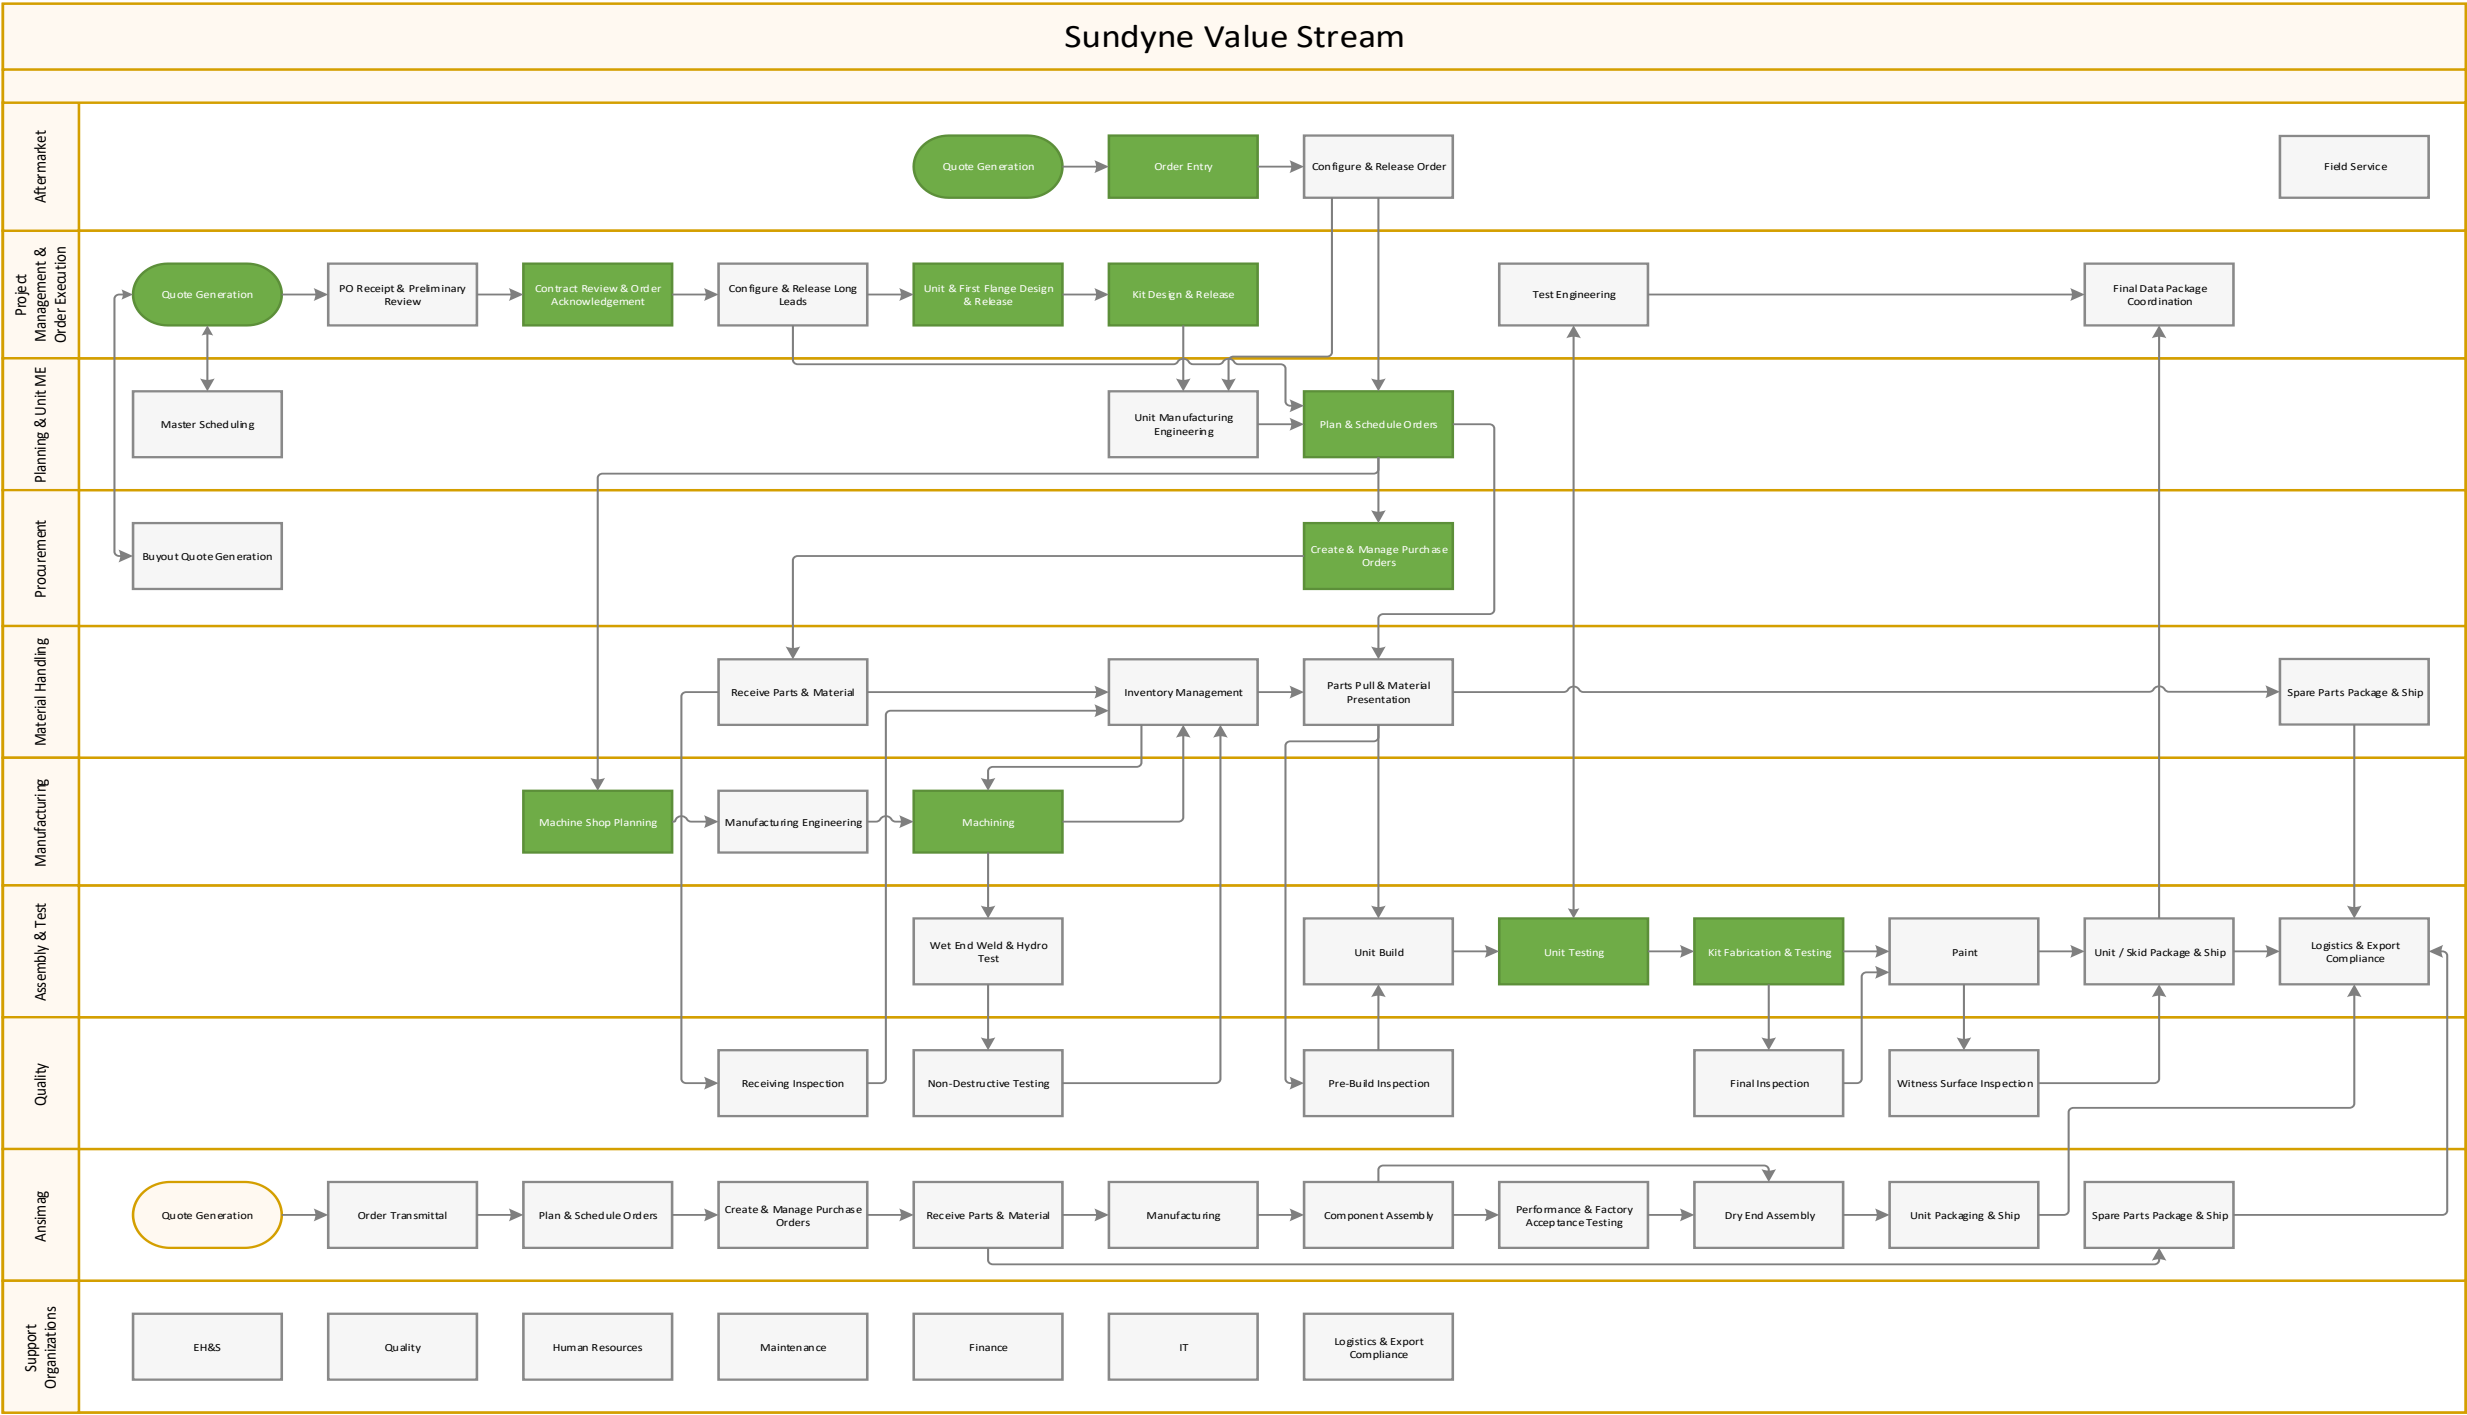 Sundyne Value Stream
Aftermarket
Quote Generation
Order Entry
Configure & Release Order
Field Service
Project
Management &
Order Execution
Quote Generation
PO Receipt & Preliminary
Review
Contract Review & Order
Acknowledgement
Configure & Release Long
Leads
Unit & First Flange Design
& Release
Kit Design & Release
Test Engineering
Final Data Package
Coordination
Planning & Unit ME
Master Scheduling
Unit Manufacturing
Engineering
Plan & Schedule Orders
Procurement
Buyout Quote Generation
Create & Manage Purchase
Orders
Material Handling
Receive Parts & Material
Inventory Management
Parts Pull & Material
Presentation
Spare Parts Package & Ship
Manufacturing
Machine Shop Planning
Manufacturing Engineering
Machining
Assembly & Test
Wet End Weld & Hydro
Test
Unit Build
Unit Testing
Kit Fabrication & Testing
Paint
Unit / Skid Package & Ship
Logistics & Export
Compliance
Quality
Receiving Inspection
Non-Destructive Testing
Pre-Build Inspection
Final Inspection
Witness Surface Inspection
Ansimag
Quote Generation
Order Transmittal
Plan & Schedule Orders
Create & Manage Purchase
Orders
Receive Parts & Material
Manufacturing
Component Assembly
Performance & Factory
Acceptance Testing
Dry End Assembly
Unit Packaging & Ship
Spare Parts Package & Ship
Support
Organizations
EH&S
Quality
Human Resources
Maintenance
Finance
IT
Logistics & Export
Compliance